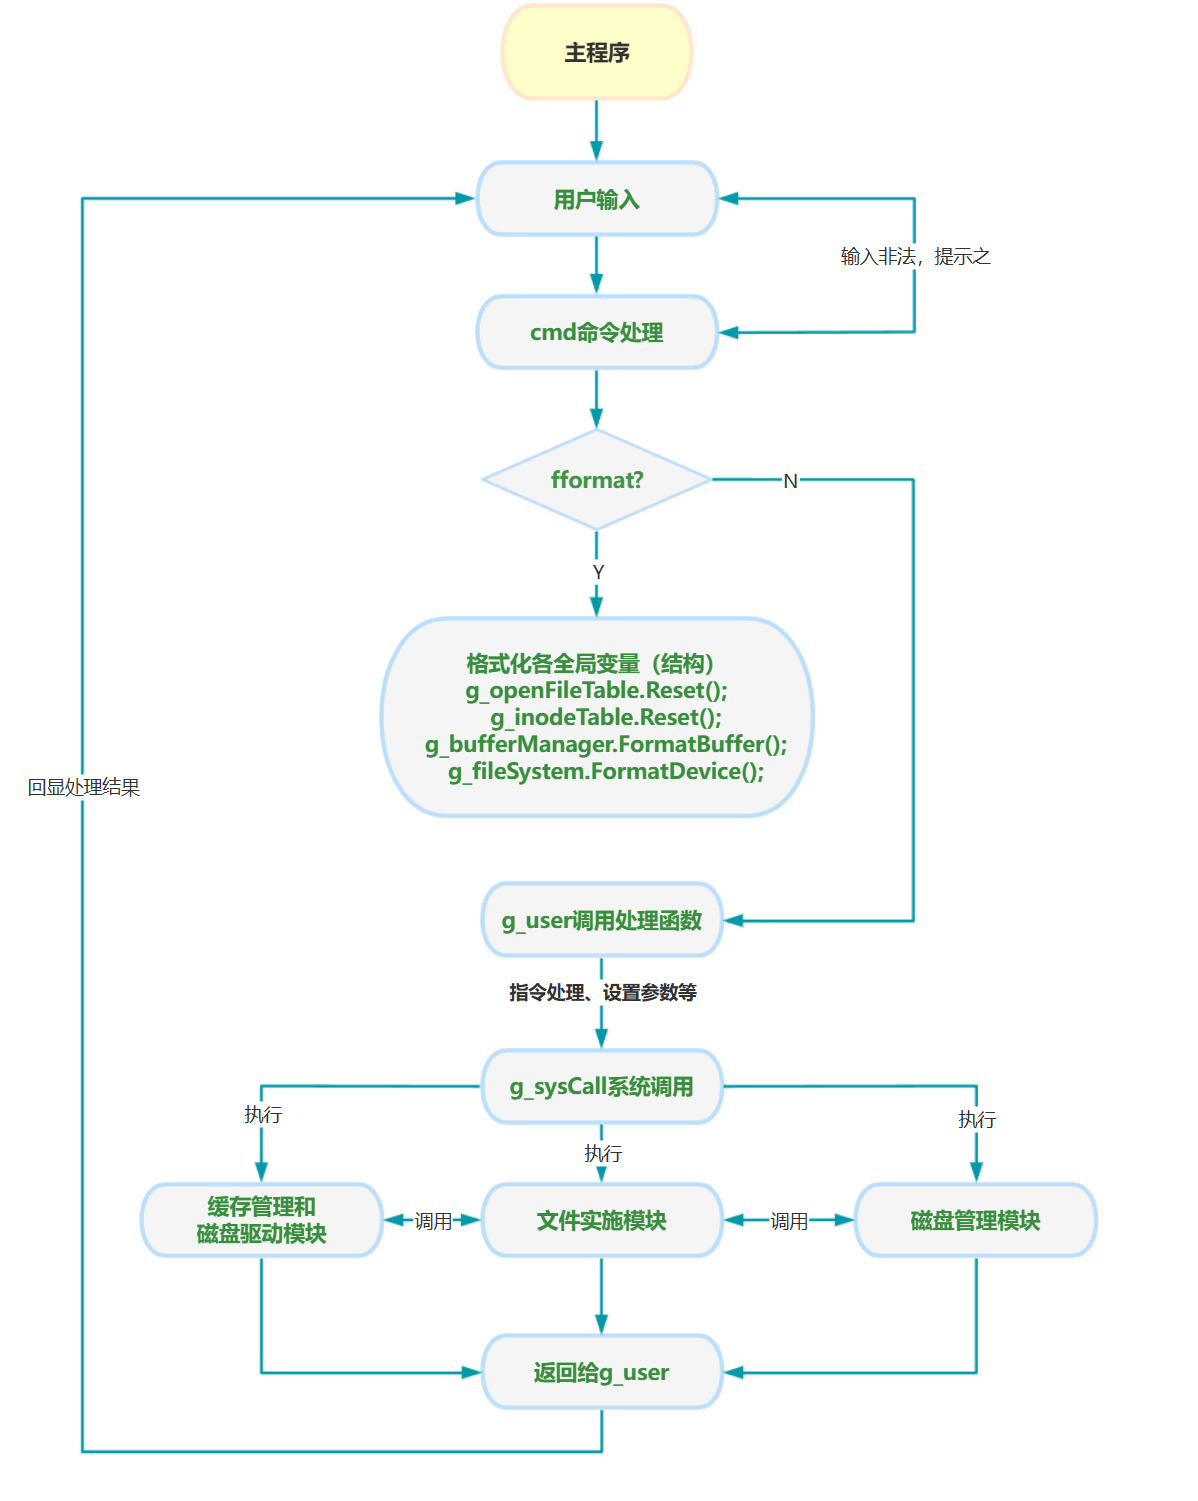 主程序
用户输入
输入非法，提示之
cmd命令处理
fformat?
N
Y
格式化各全局变量（结构）
g_openFileTable.Reset();
g_inodeTable.Reset();
g_bufferManager.FormatBuffer();
g_fileSystem.FormatDevice();
回显处理结果
g_user调用处理函数
指令处理、设置参数等
g_sysCall系统调用
执行
执行
执行
缓存管理和
磁盘驱动模块
调用
文件实施模块
调用
磁盘管理模块
返回给g_user